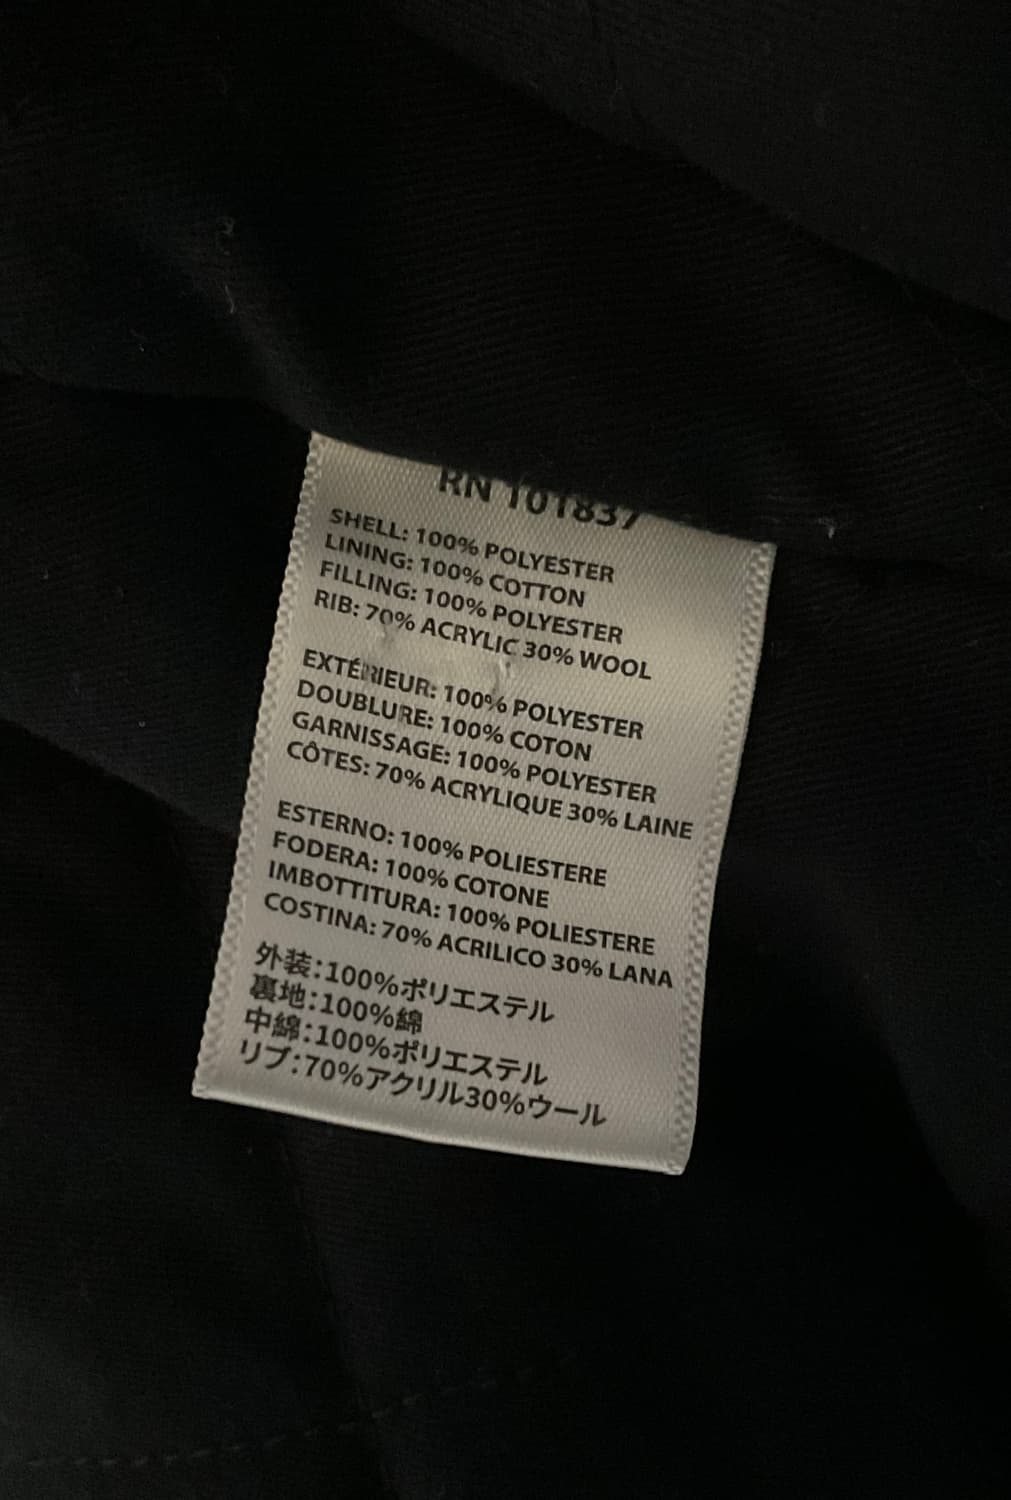 RN 101837
SHELL: 100% POLYESTER
LINING: 100% COTTON
FILLING: 100% POLYESTER
RIB: 70% ACRYLIC 30% WOOL
EXTÉRIEUR: 100% POLYESTER
DOUBLURE: 100% COTON
GARNISSAGE: 100% POLYESTER
CÔTES: 70% ACRYLIQUE 30% LAINE
ESTERNO: 100% POLIESTERE
FODERA: 100% COTONE
IMBOTTITURA: 100% POLIESTERE
COSTINA: 70% ACRILICO 30% LANA
外装:100%ポリエステル
裏地:100%綿
中綿:100%ポリエステル
リブ:70%アクリル30%ウール